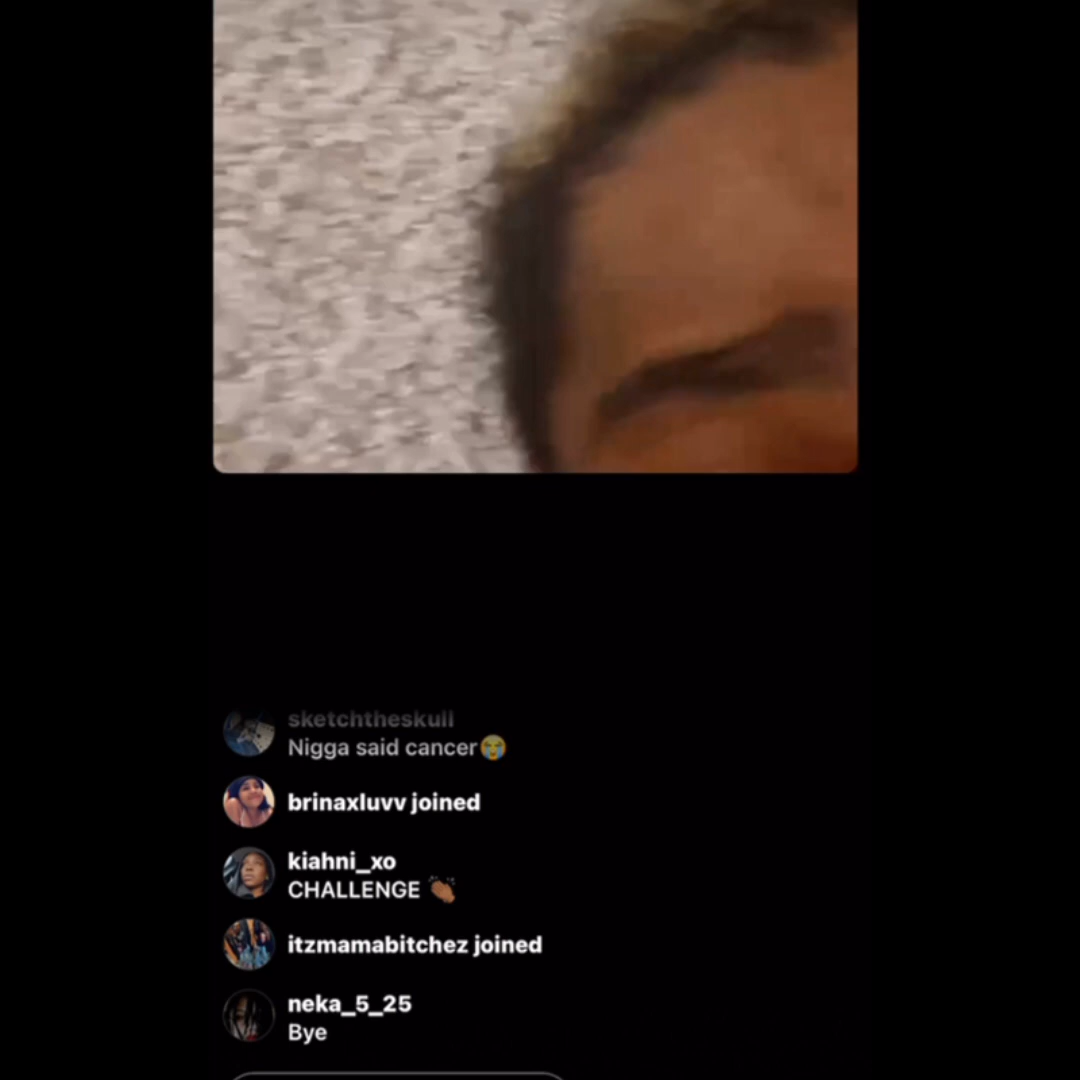 sketchtheskull
Nigga said cancer😭
brinaxluvv joined
kiahni_xo
CHALLENGE 👏🏾
itzmamabitchez joined
neka_5_25
Bye